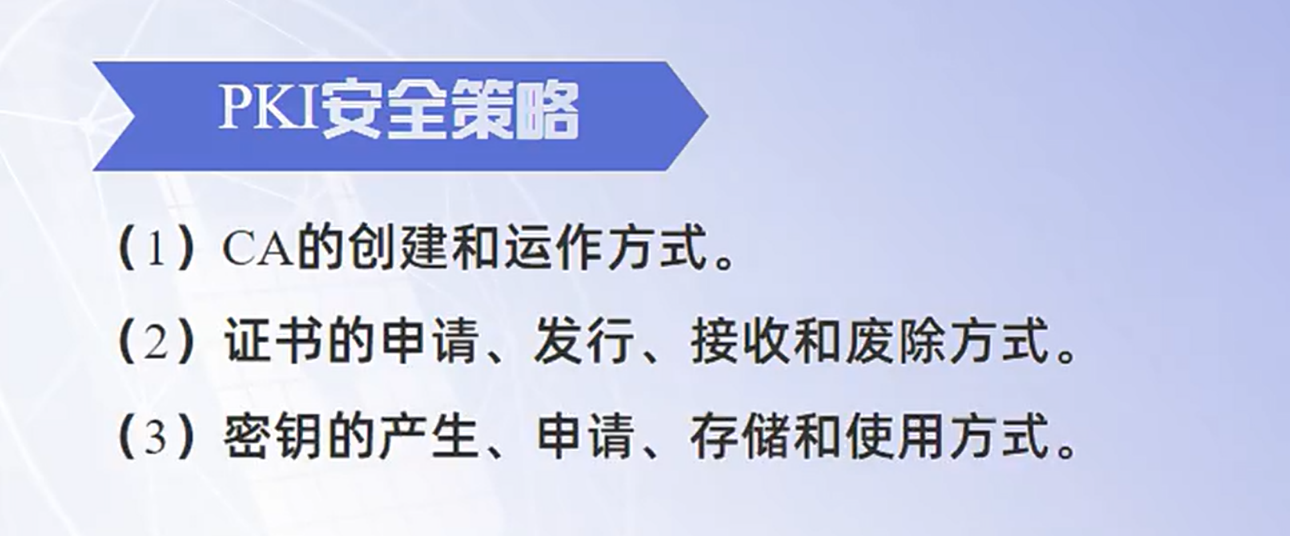 PKI安全策略
（1）CA的创建和运作方式。
（2）证书的申请、发行、接收和废除方式。
（3）密钥的产生、申请、存储和使用方式。